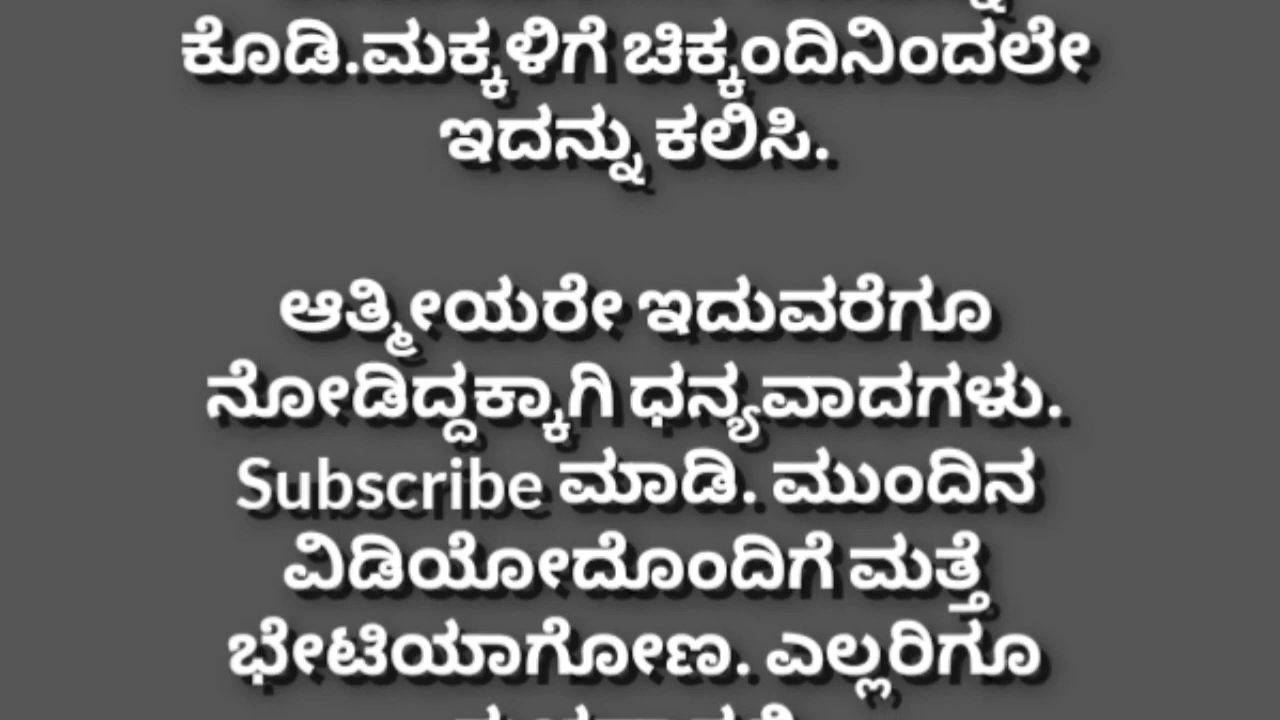 ಕೊಡಿ.ಮಕ್ಕಳಿಗೆ ಚಿಕ್ಕಂದಿನಿಂದಲೇ
ಇದನ್ನು ಕಲಿಸಿ.
ಆತ್ಮೀಯರೇ ಇದುವರೆಗೂ
ನೋಡಿದ್ದಕ್ಕಾಗಿ ಧನ್ಯವಾದಗಳು.
Subscribe ಮಾಡಿ. ಮುಂದಿನ
ವಿಡಿಯೋದೊಂದಿಗೆ ಮತ್ತೆ
ಭೇಟಿಯಾಗೋಣ. ಎಲ್ಲರಿಗೂ